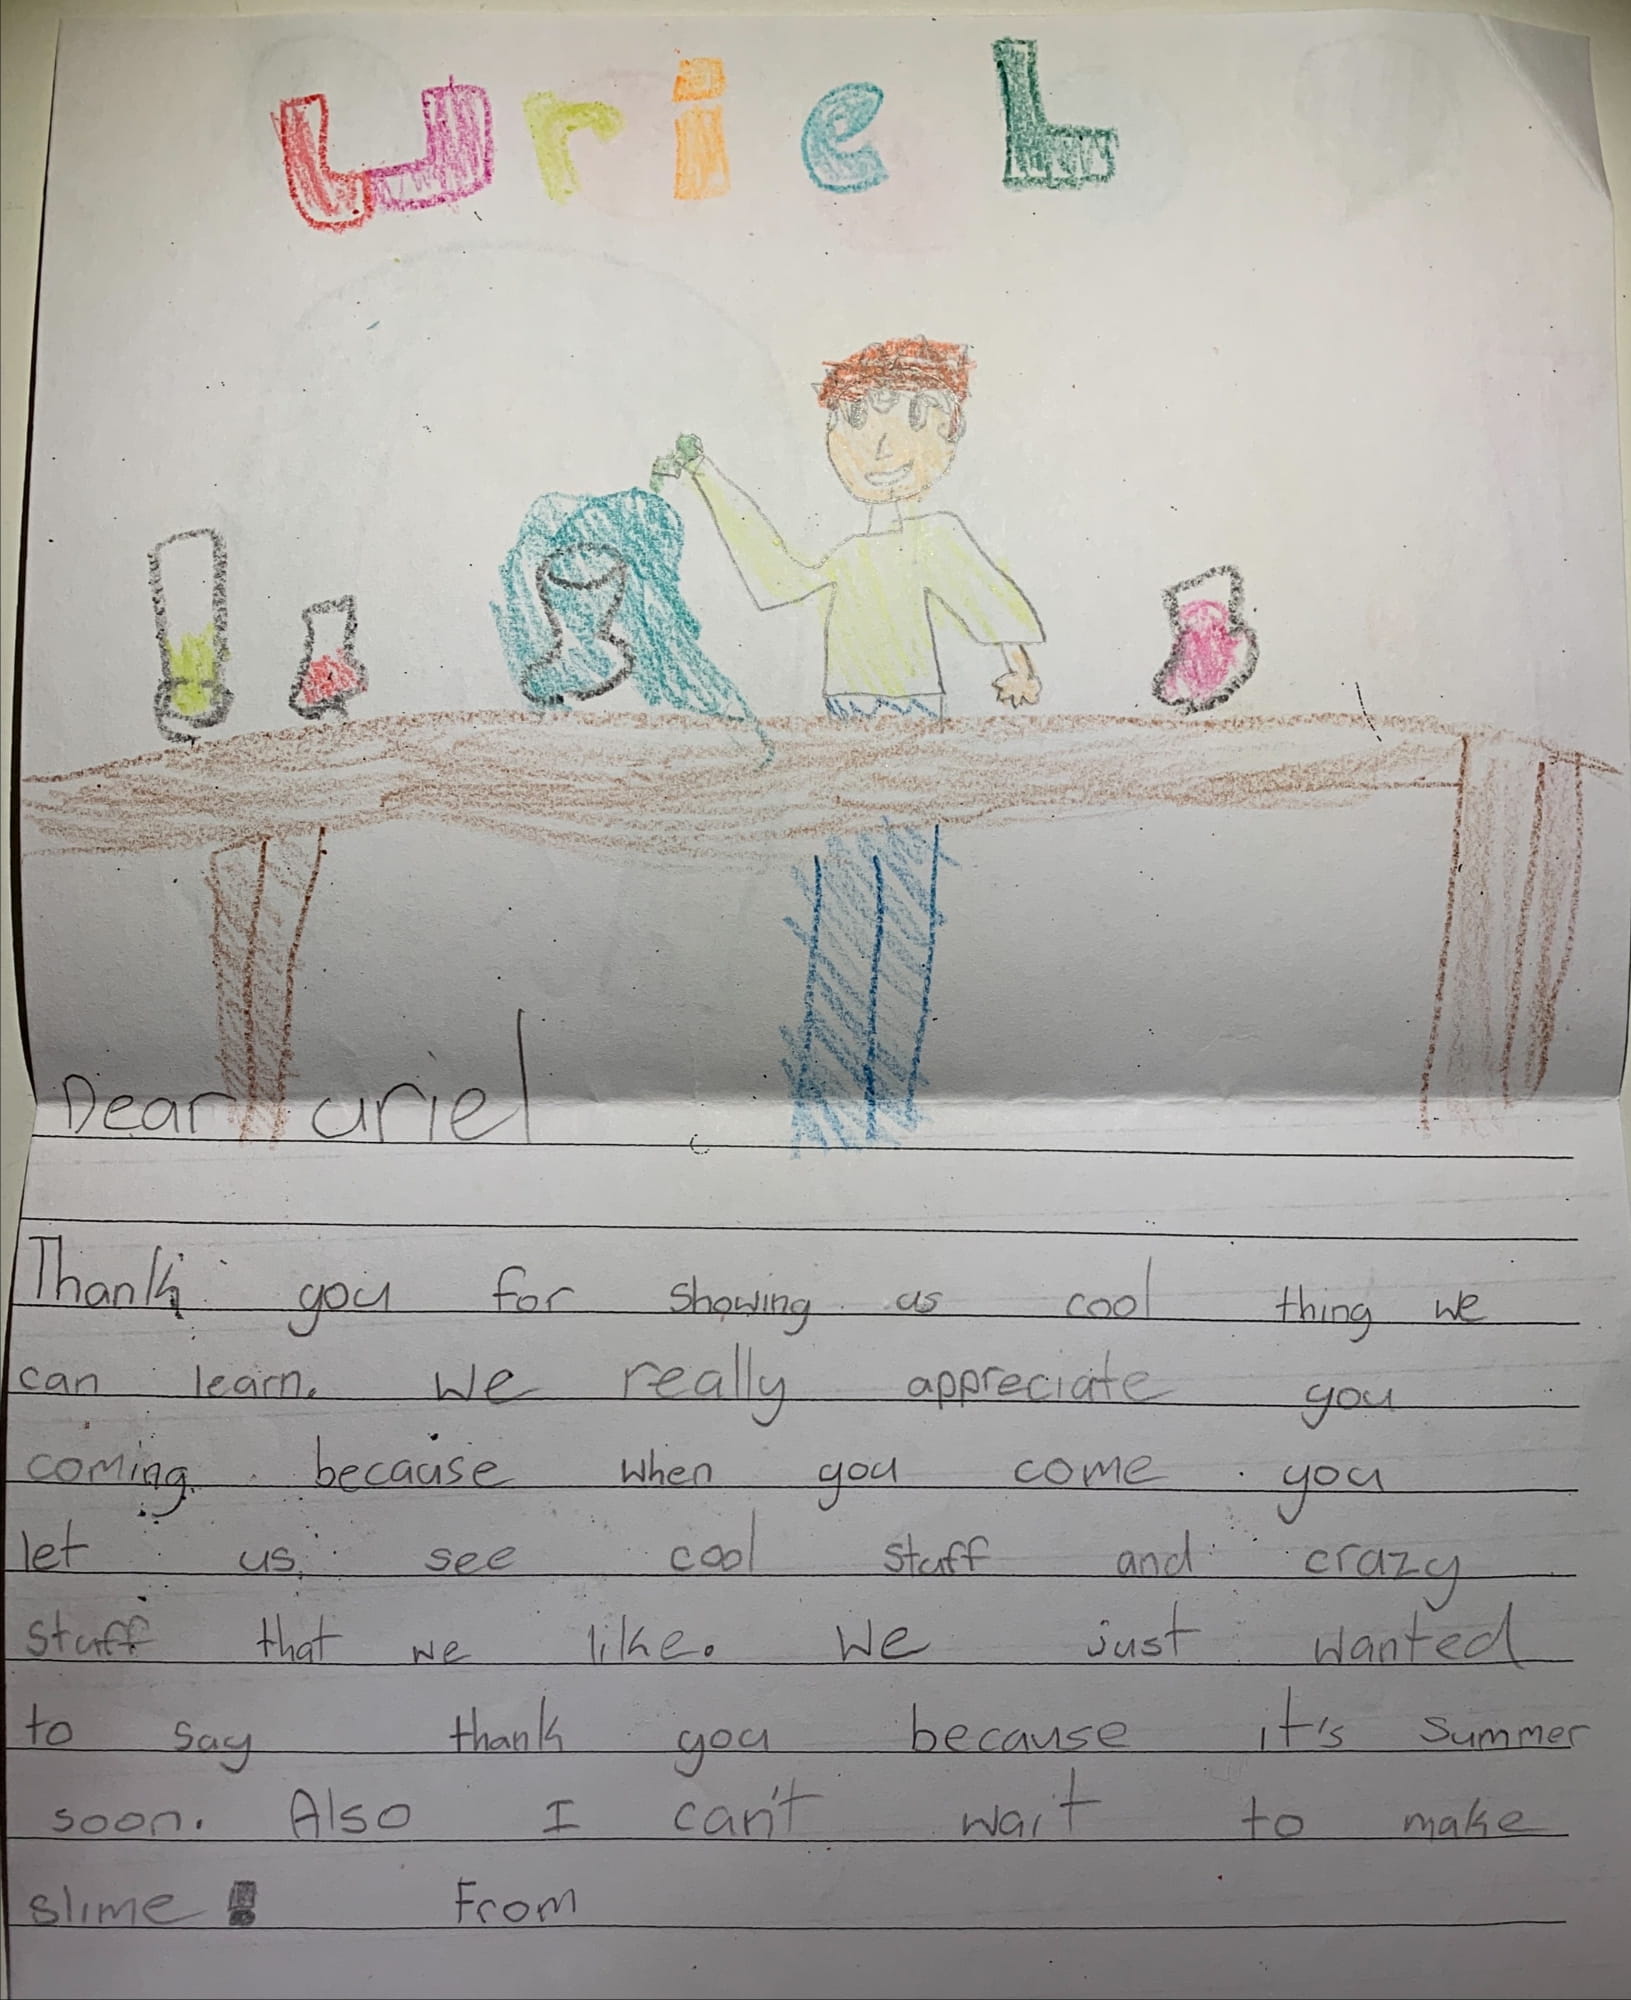 UrieL
Dear uriel
Thank you for showing us cool thing we
can learn. We really appreciate you
coming. because when you come you
let us see cool stuff and crazy
stuff that we like. We just wanted
to say thank you because it's summer
soon. Also I can't wait to make
slime! From